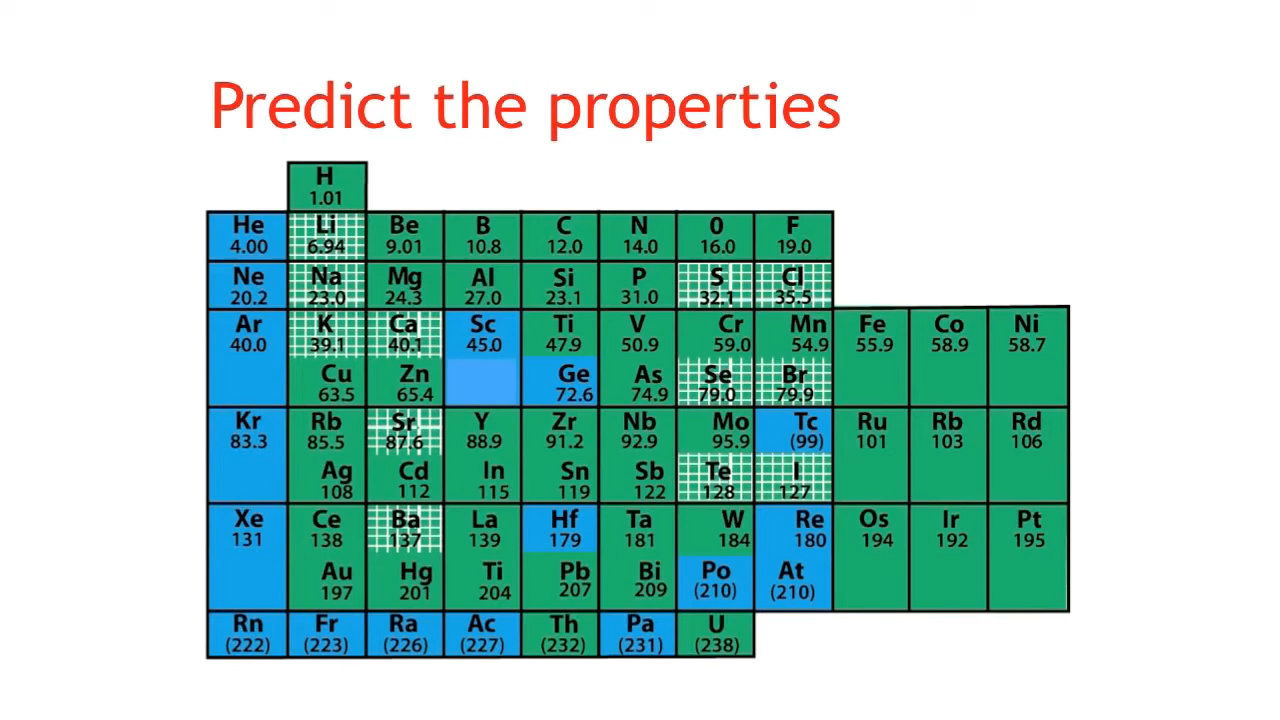 Predict the properties
H
1.01
He Li Be B C N 0 F
4.00 6.94 9.01 10.8 12.0 14.0 16.0 19.0
Ne Na Mg Al Si P S Cl
20.2 23.0 24.3 27.0 23.1 31.0 32.1 35.5
Ar K Ca Sc Ti V Cr Mn Fe Co Ni
40.0 39.1 40.1 45.0 47.9 50.9 59.0 54.9 55.9 58.9 58.7
Cu Zn Ge As Se Br
63.5 65.4 72.6 74.9 79.0 79.9
Kr Rb Sr Y Zr Nb Mo Tc Ru Rb Rd
83.3 85.5 87.6 88.9 91.2 92.9 95.9 (99) 101 103 106
Ag Cd In Sn Sb Te I
108 112 115 119 122 128 127
Xe Ce Ba La Hf Ta W Re Os Ir Pt
131 138 137 139 179 181 184 180 194 192 195
Au Hg Ti Pb Bi Po At
197 201 204 207 209 (210) (210)
Rn Fr Ra Ac Th Pa U
(222) (223) (226) (227) (232) (231) (238)